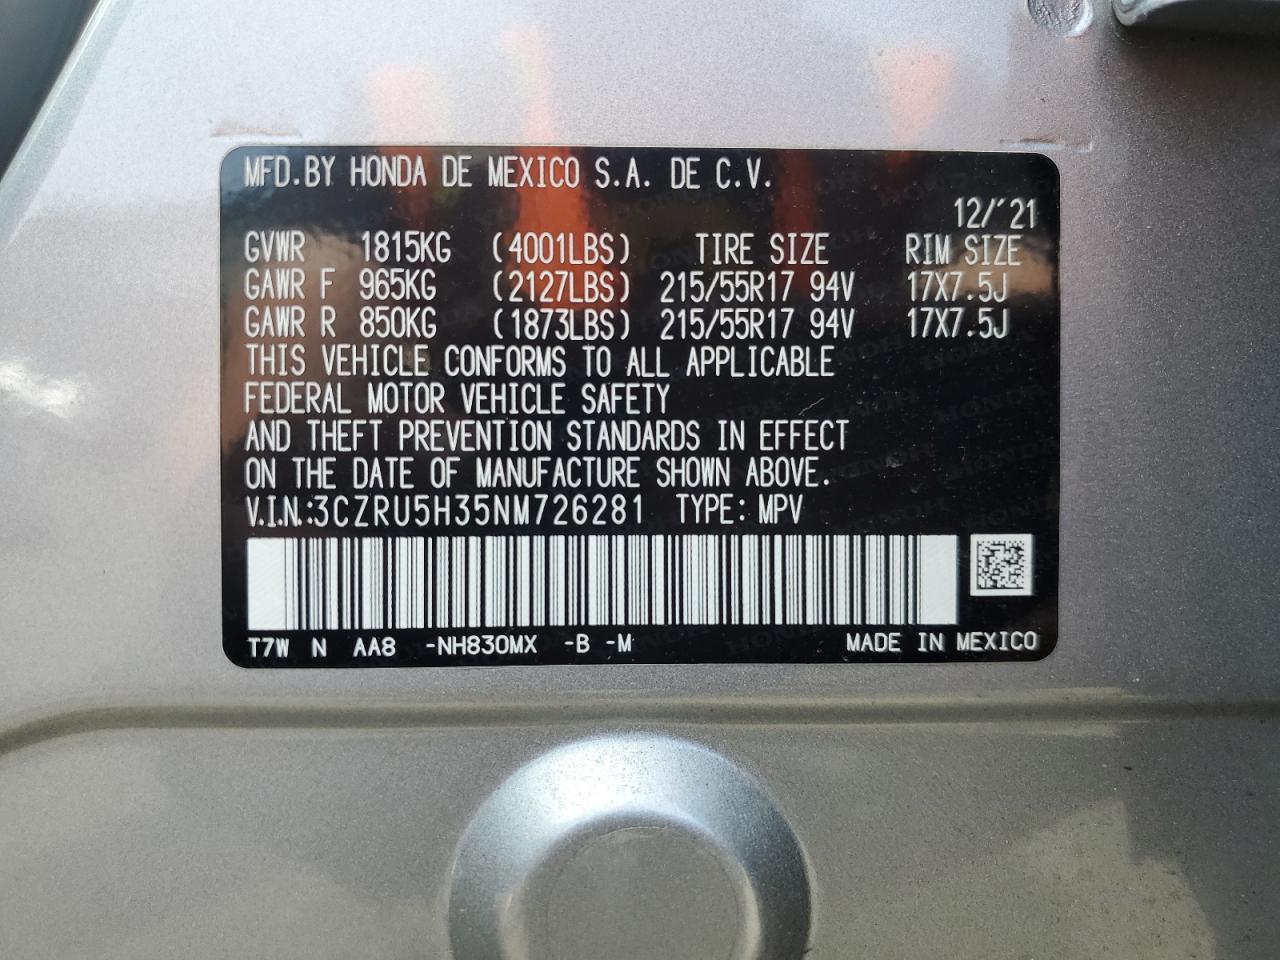 MFD.BY HONDA DE MEXICO S.A. DE C.V.
12/'21
GVWR 1815KG (4001LBS) TIRE SIZE RIM SIZE
GAWR F 965KG (2127LBS) 215/55R17 94V 17X7.5J
GAWR R 850KG (1873LBS) 215/55R17 94V 17X7.5J
THIS VEHICLE CONFORMS TO ALL APPLICABLE
FEDERAL MOTOR VEHICLE SAFETY
AND THEFT PREVENTION STANDARDS IN EFFECT
ON THE DATE OF MANUFACTURE SHOWN ABOVE.
V.I.N.:3CZRU5H35NM726281 TYPE: MPV
T7W N AA8 -NH830MX -B -M MADE IN MEXICO